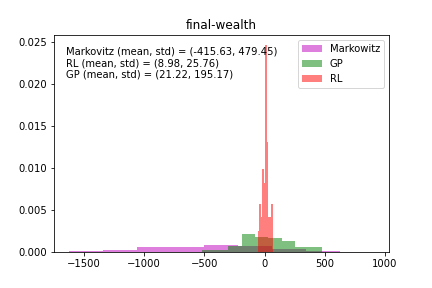 final-wealth
Markovitz (mean, std) = (-415.63, 479.45)
RL (mean, std) = (8.98, 25.76)
GP (mean, std) = (21.22, 195.17)
Markowitz
GP
RL
0.025
0.020
0.015
0.010
0.005
0.000
−1500 −1000 −500 0 500 1000